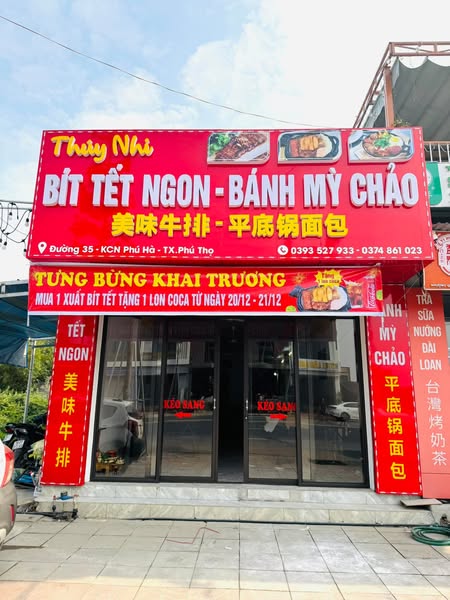 Thúy Nhi
BÍT TẾT NGON - BÁNH MỲ CHẢO
美味牛排 - 平底锅面包
Đường 35 - KCN Phú Hà - TX.Phú Thọ
0393 527 933 - 0374 861 023
TƯNG BỪNG KHAI TRƯƠNG
MUA 1 XUẤT BÍT TẾT TẶNG 1 LON COCA TỪ NGÀY 20/12 - 21/12
TẾT
NGON
美味牛排
KÉO SANG
KÉO SANG
BÁNH
MỲ
CHẢO
平底锅面包
TRÀ
SỮA
NƯỚNG
ĐÀI
LOAN
台灣烤奶茶